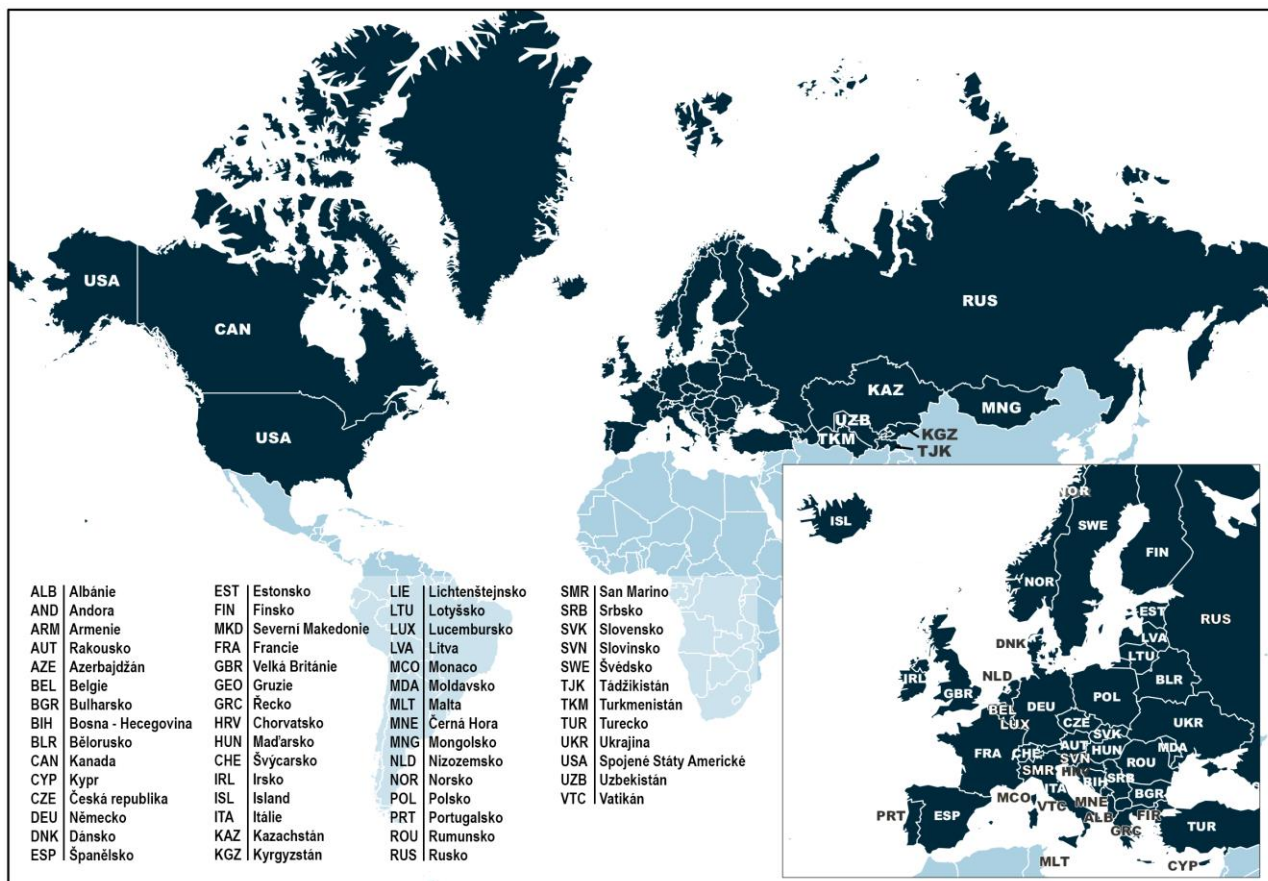 USA
CAN
USA
RUS
KAZ
MNG
UZB
TKM
KGZ
TJK
ALB Albánie
AND Andora
ARM Armenie
AUT Rakousko
AZE Azerbajdžán
BEL Belgie
BGR Bulharsko
BIH Bosna - Hecegovina
BLR Bělorusko
CAN Kanada
CYP Kypr
CZE Česká republika
DEU Německo
DNK Dánsko
ESP Španělsko
EST Estonsko
FIN Finsko
MKD Severní Makedonie
FRA Francie
GBR Velká Británie
GEO Gruzie
GRC Řecko
HRV Chorvatsko
HUN Maďarsko
CHE Švýcarsko
IRL Irsko
ISL Island
ITA Itálie
KAZ Kazachstán
KGZ Kyrgyzstán
LIE Lichtenštejnsko
LTU Lotyšsko
LUX Lucembursko
LVA Litva
MCO Monaco
MDA Moldavsko
MLT Malta
MNE Černá Hora
MNG Mongolsko
NLD Nizozemsko
NOR Norsko
POL Polsko
PRT Portugalsko
ROU Rumunsko
RUS Rusko
SMR San Marino
SRB Srbsko
SVK Slovensko
SVN Slovinsko
SWE Švédsko
TJK Tádžikistán
TKM Turkmenistán
TUR Turecko
UKR Ukrajina
USA Spojené Státy Americké
UZB Uzbekistán
VTC Vatikán
NOR
ISL
SWE
FIN
NOR
EST
RUS
LVA
DNK
LTU
IRL
NLD
BLR
GBR
POL
BEL
DEU
LUX
CZE
UKR
SVK
AUT
HUN
MDA
FRA
CHE
SVN
ROU
SMR
HRV
BIH
SRB
ITA
BGR
MCO
VTC
MNE
PRT
ESP
ALB
FIR
GRC
TUR
MLT
CYP